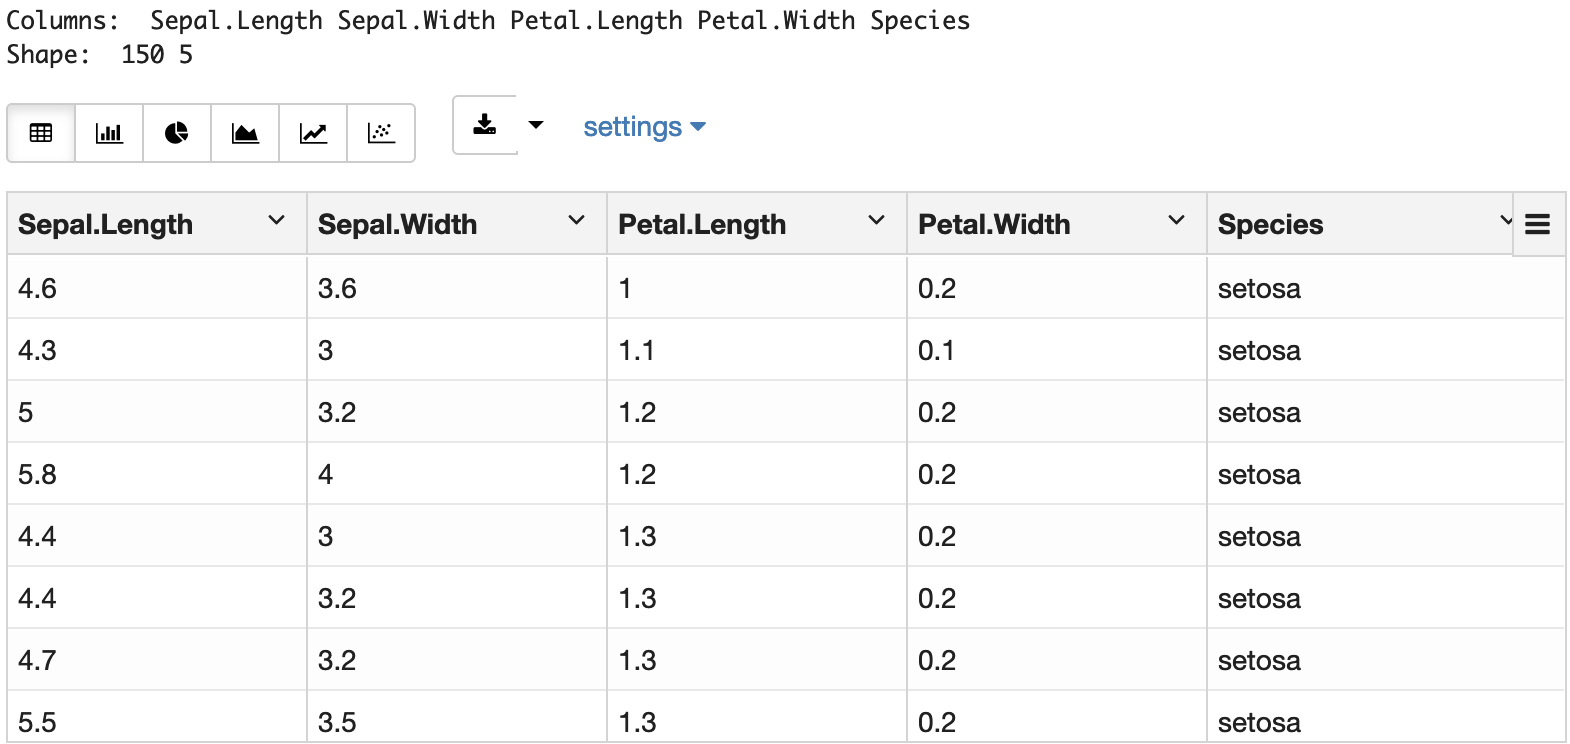 Columns:  Sepal.Length Sepal.Width Petal.Length Petal.Width Species
Shape:  150 5
settings
Sepal.Length Sepal.Width Petal.Length Petal.Width Species
4.6 3.6 1 0.2 setosa
4.3 3 1.1 0.1 setosa
5 3.2 1.2 0.2 setosa
5.8 4 1.2 0.2 setosa
4.4 3 1.3 0.2 setosa
4.4 3.2 1.3 0.2 setosa
4.7 3.2 1.3 0.2 setosa
5.5 3.5 1.3 0.2 setosa